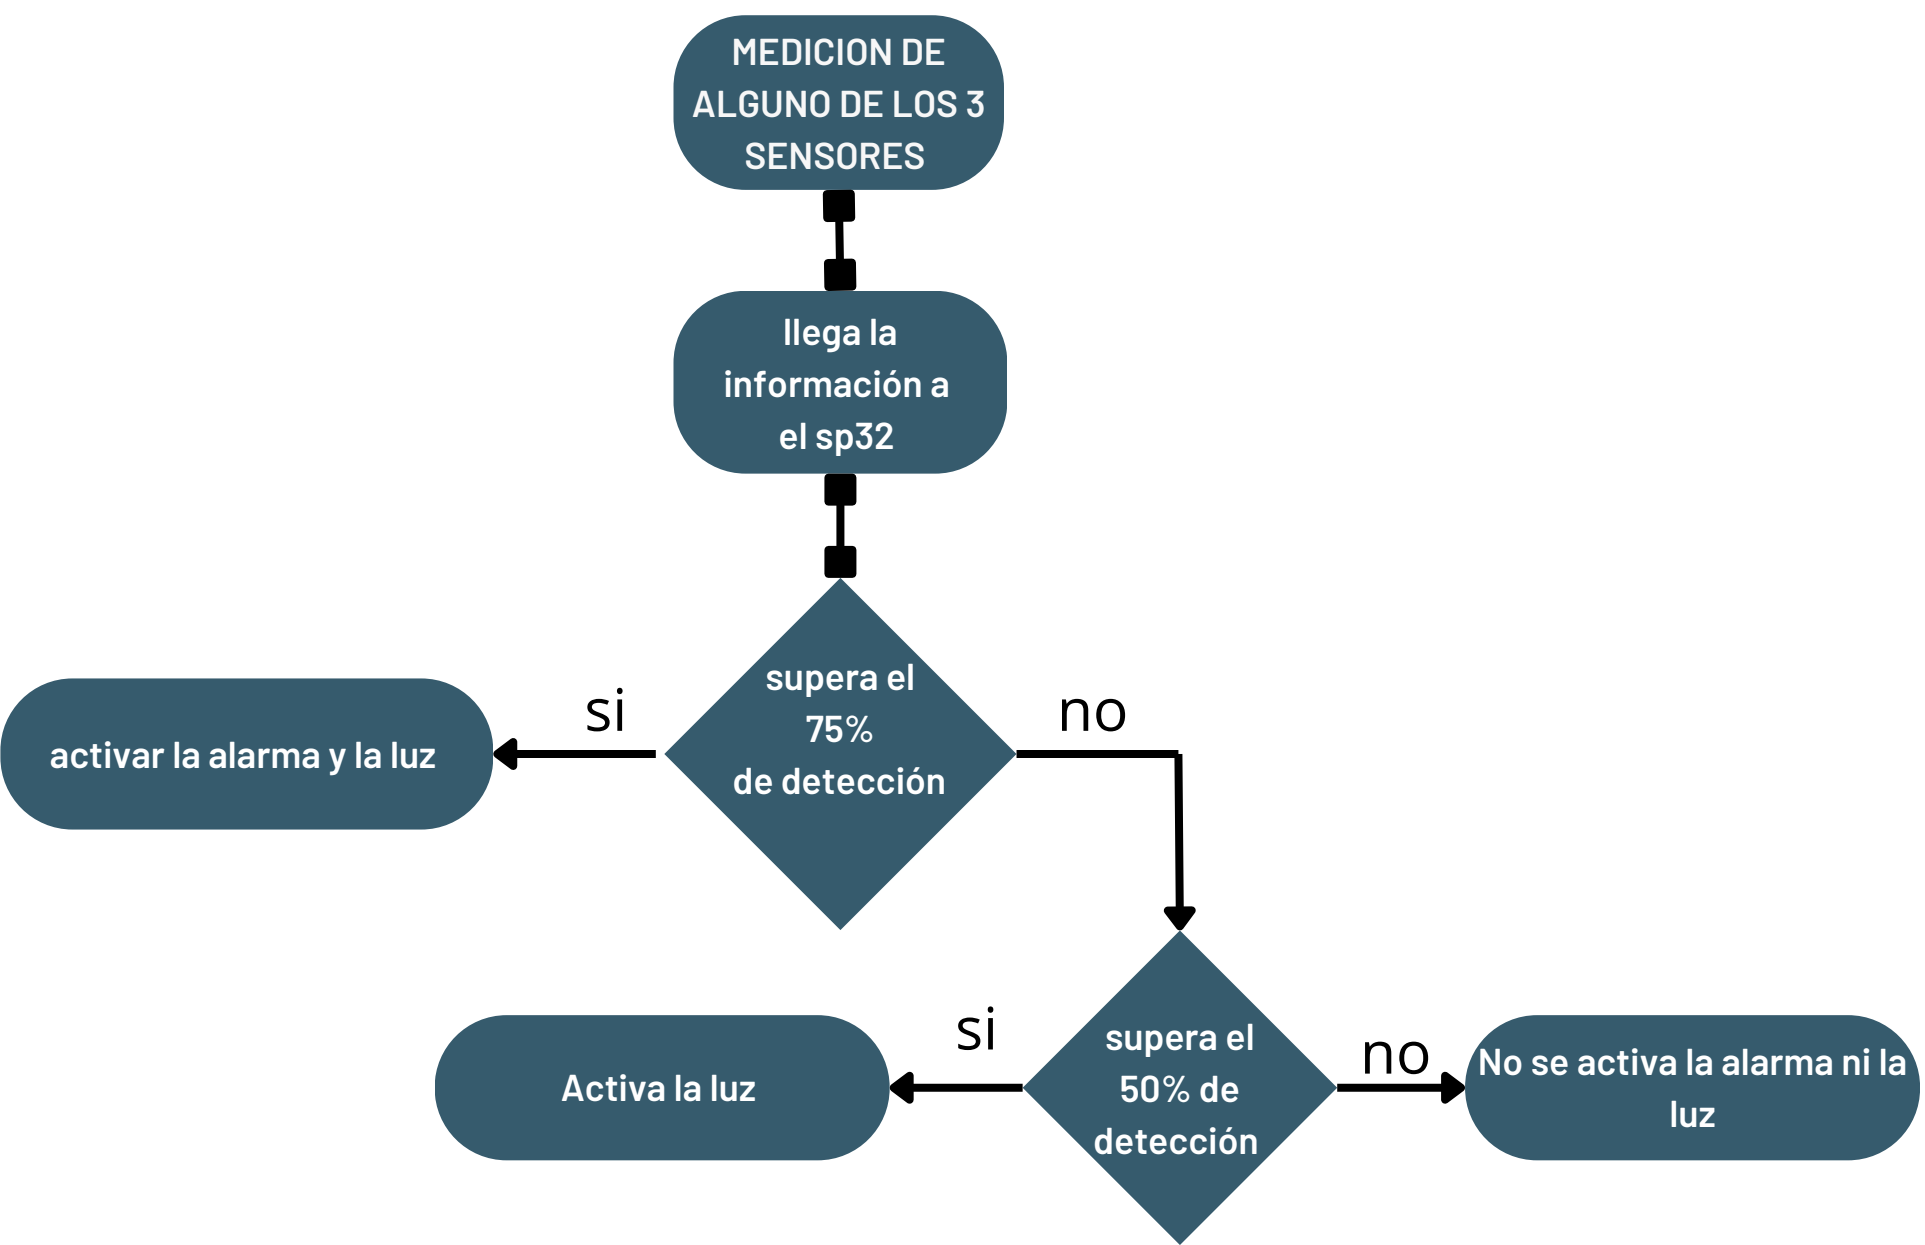 MEDICION DE
ALGUNO DE LOS 3
SENSORES
llega la
información a
el sp32
supera el
75%
de detección
si
no
activar la alarma y la luz
supera el
50% de
detección
si
no
Activa la luz
No se activa la alarma ni la
luz